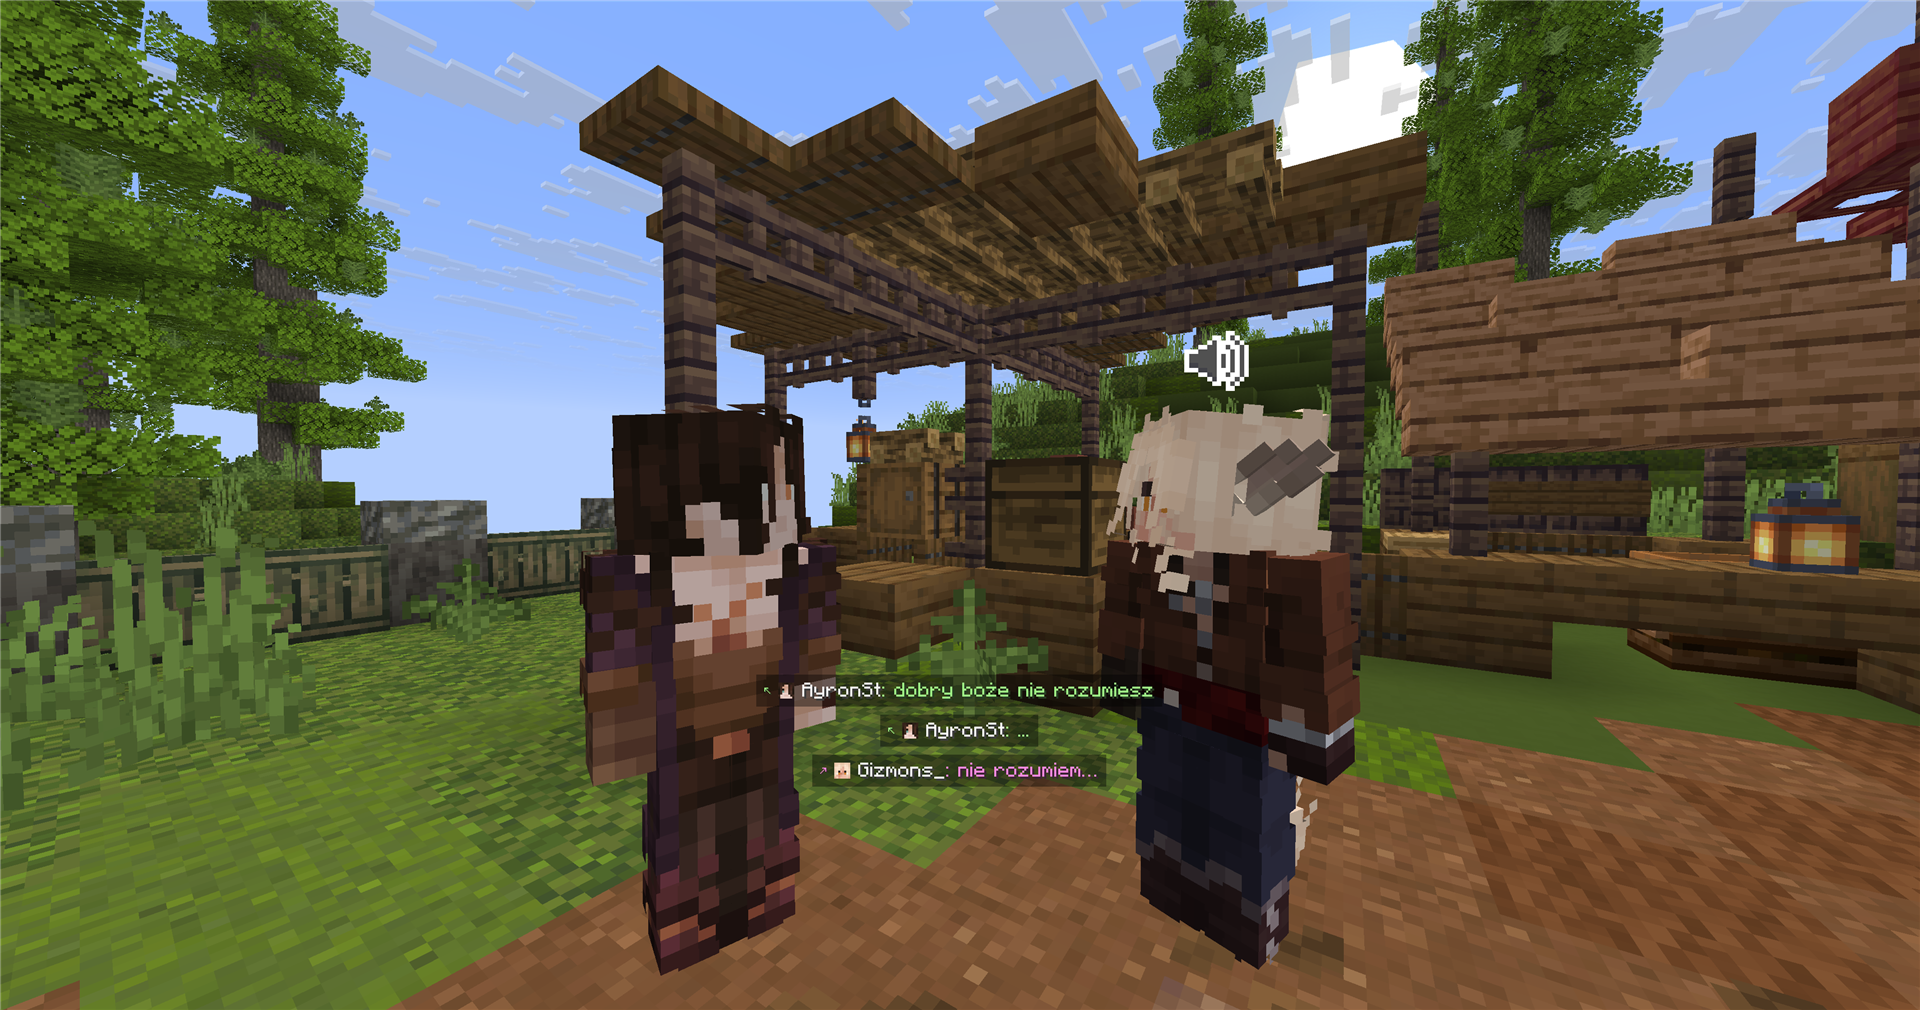 AyronSt: dobry boże nie rozumiesz
AyronSt: ...
Gizmons_: nie rozumiem...